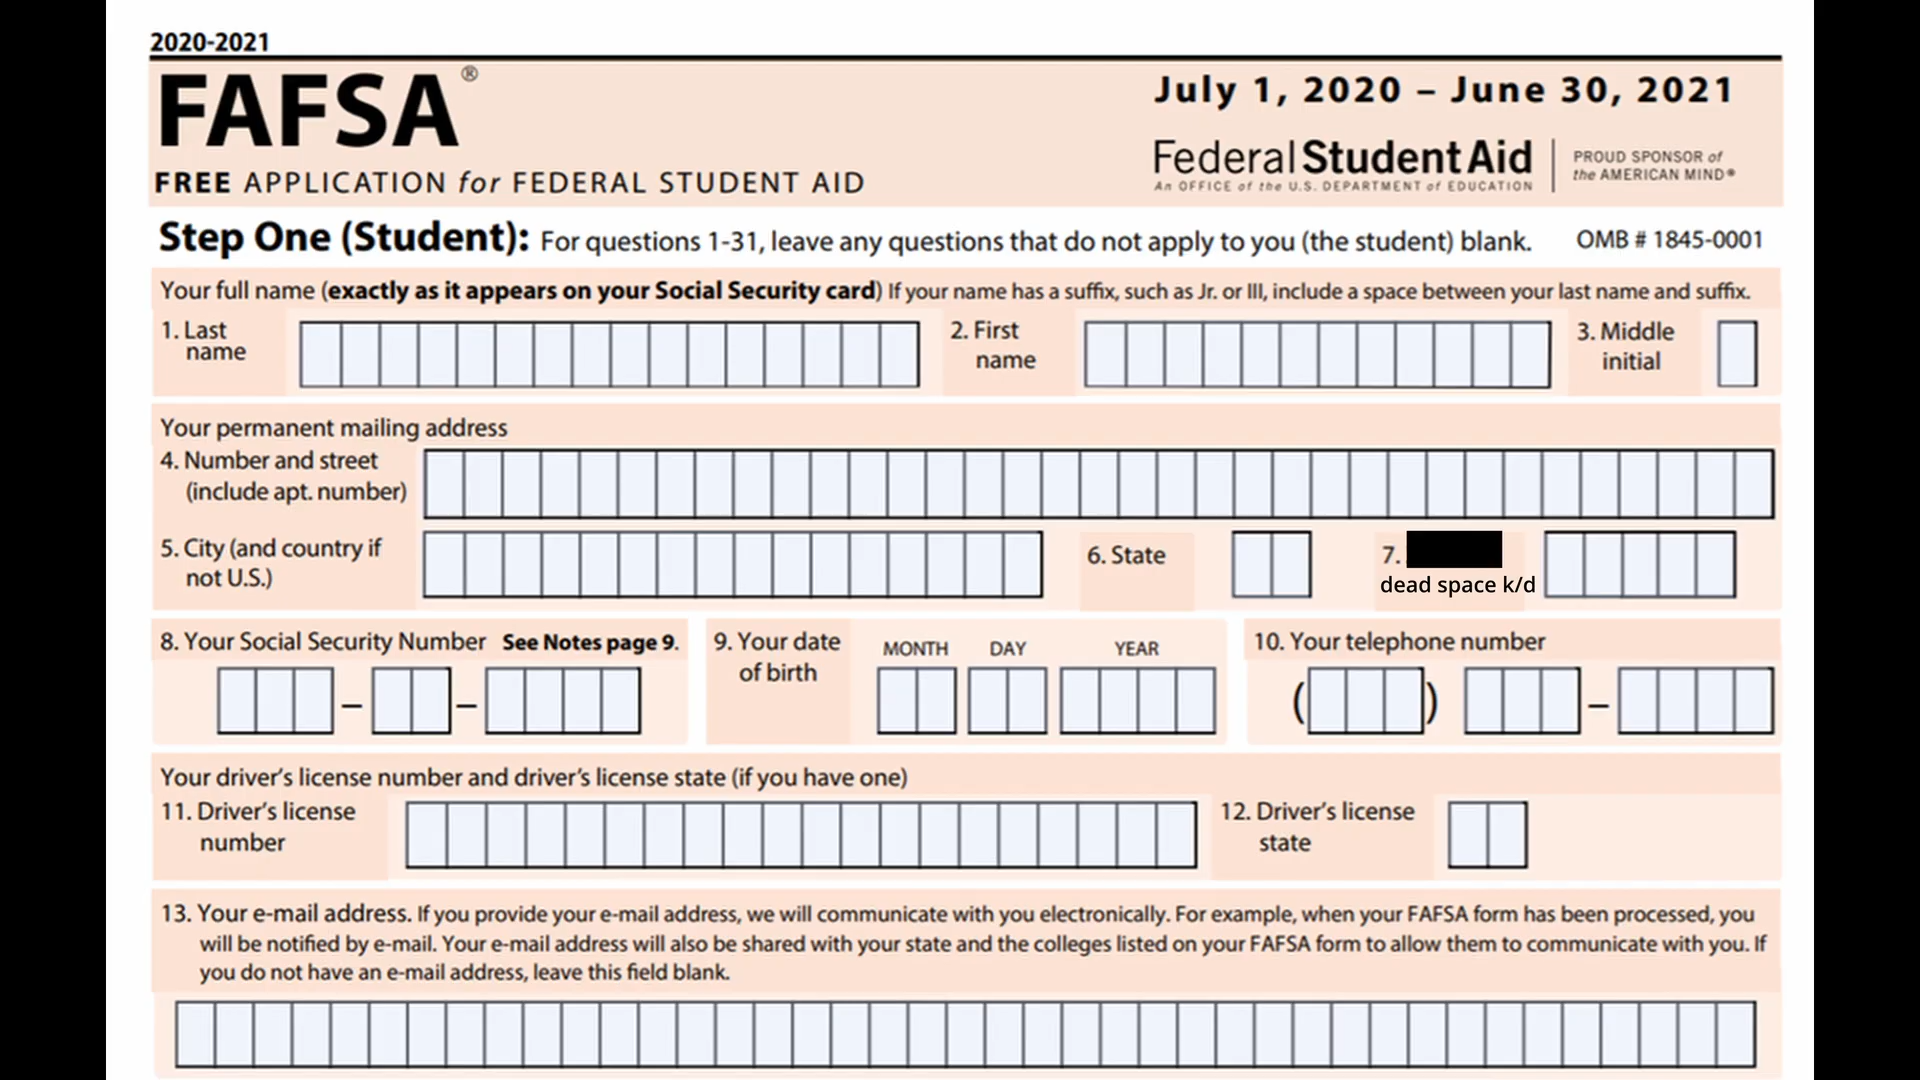 2020-2021
FAFSA®
July 1, 2020 – June 30, 2021
Federal Student Aid
An OFFICE of the U.S. DEPARTMENT of EDUCATION
PROUD SPONSOR of
the AMERICAN MIND®
FREE APPLICATION for FEDERAL STUDENT AID
Step One (Student): For questions 1-31, leave any questions that do not apply to you (the student) blank. OMB # 1845-0001
Your full name (exactly as it appears on your Social Security card) If your name has a suffix, such as Jr. or III, include a space between your last name and suffix.
1. Last
name
2. First
name
3. Middle
initial
Your permanent mailing address
4. Number and street
(include apt. number)
5. City (and country if
not U.S.)
6. State
7.
dead space k/d
8. Your Social Security Number See Notes page 9.
– –
9. Your date
of birth
MONTH DAY YEAR
10. Your telephone number
( ) –
Your driver’s license number and driver’s license state (if you have one)
11. Driver’s license
number
12. Driver’s license
state
13. Your e-mail address. If you provide your e-mail address, we will communicate with you electronically. For example, when your FAFSA form has been processed, you
will be notified by e-mail. Your e-mail address will also be shared with your state and the colleges listed on your FAFSA form to allow them to communicate with you. If
you do not have an e-mail address, leave this field blank.